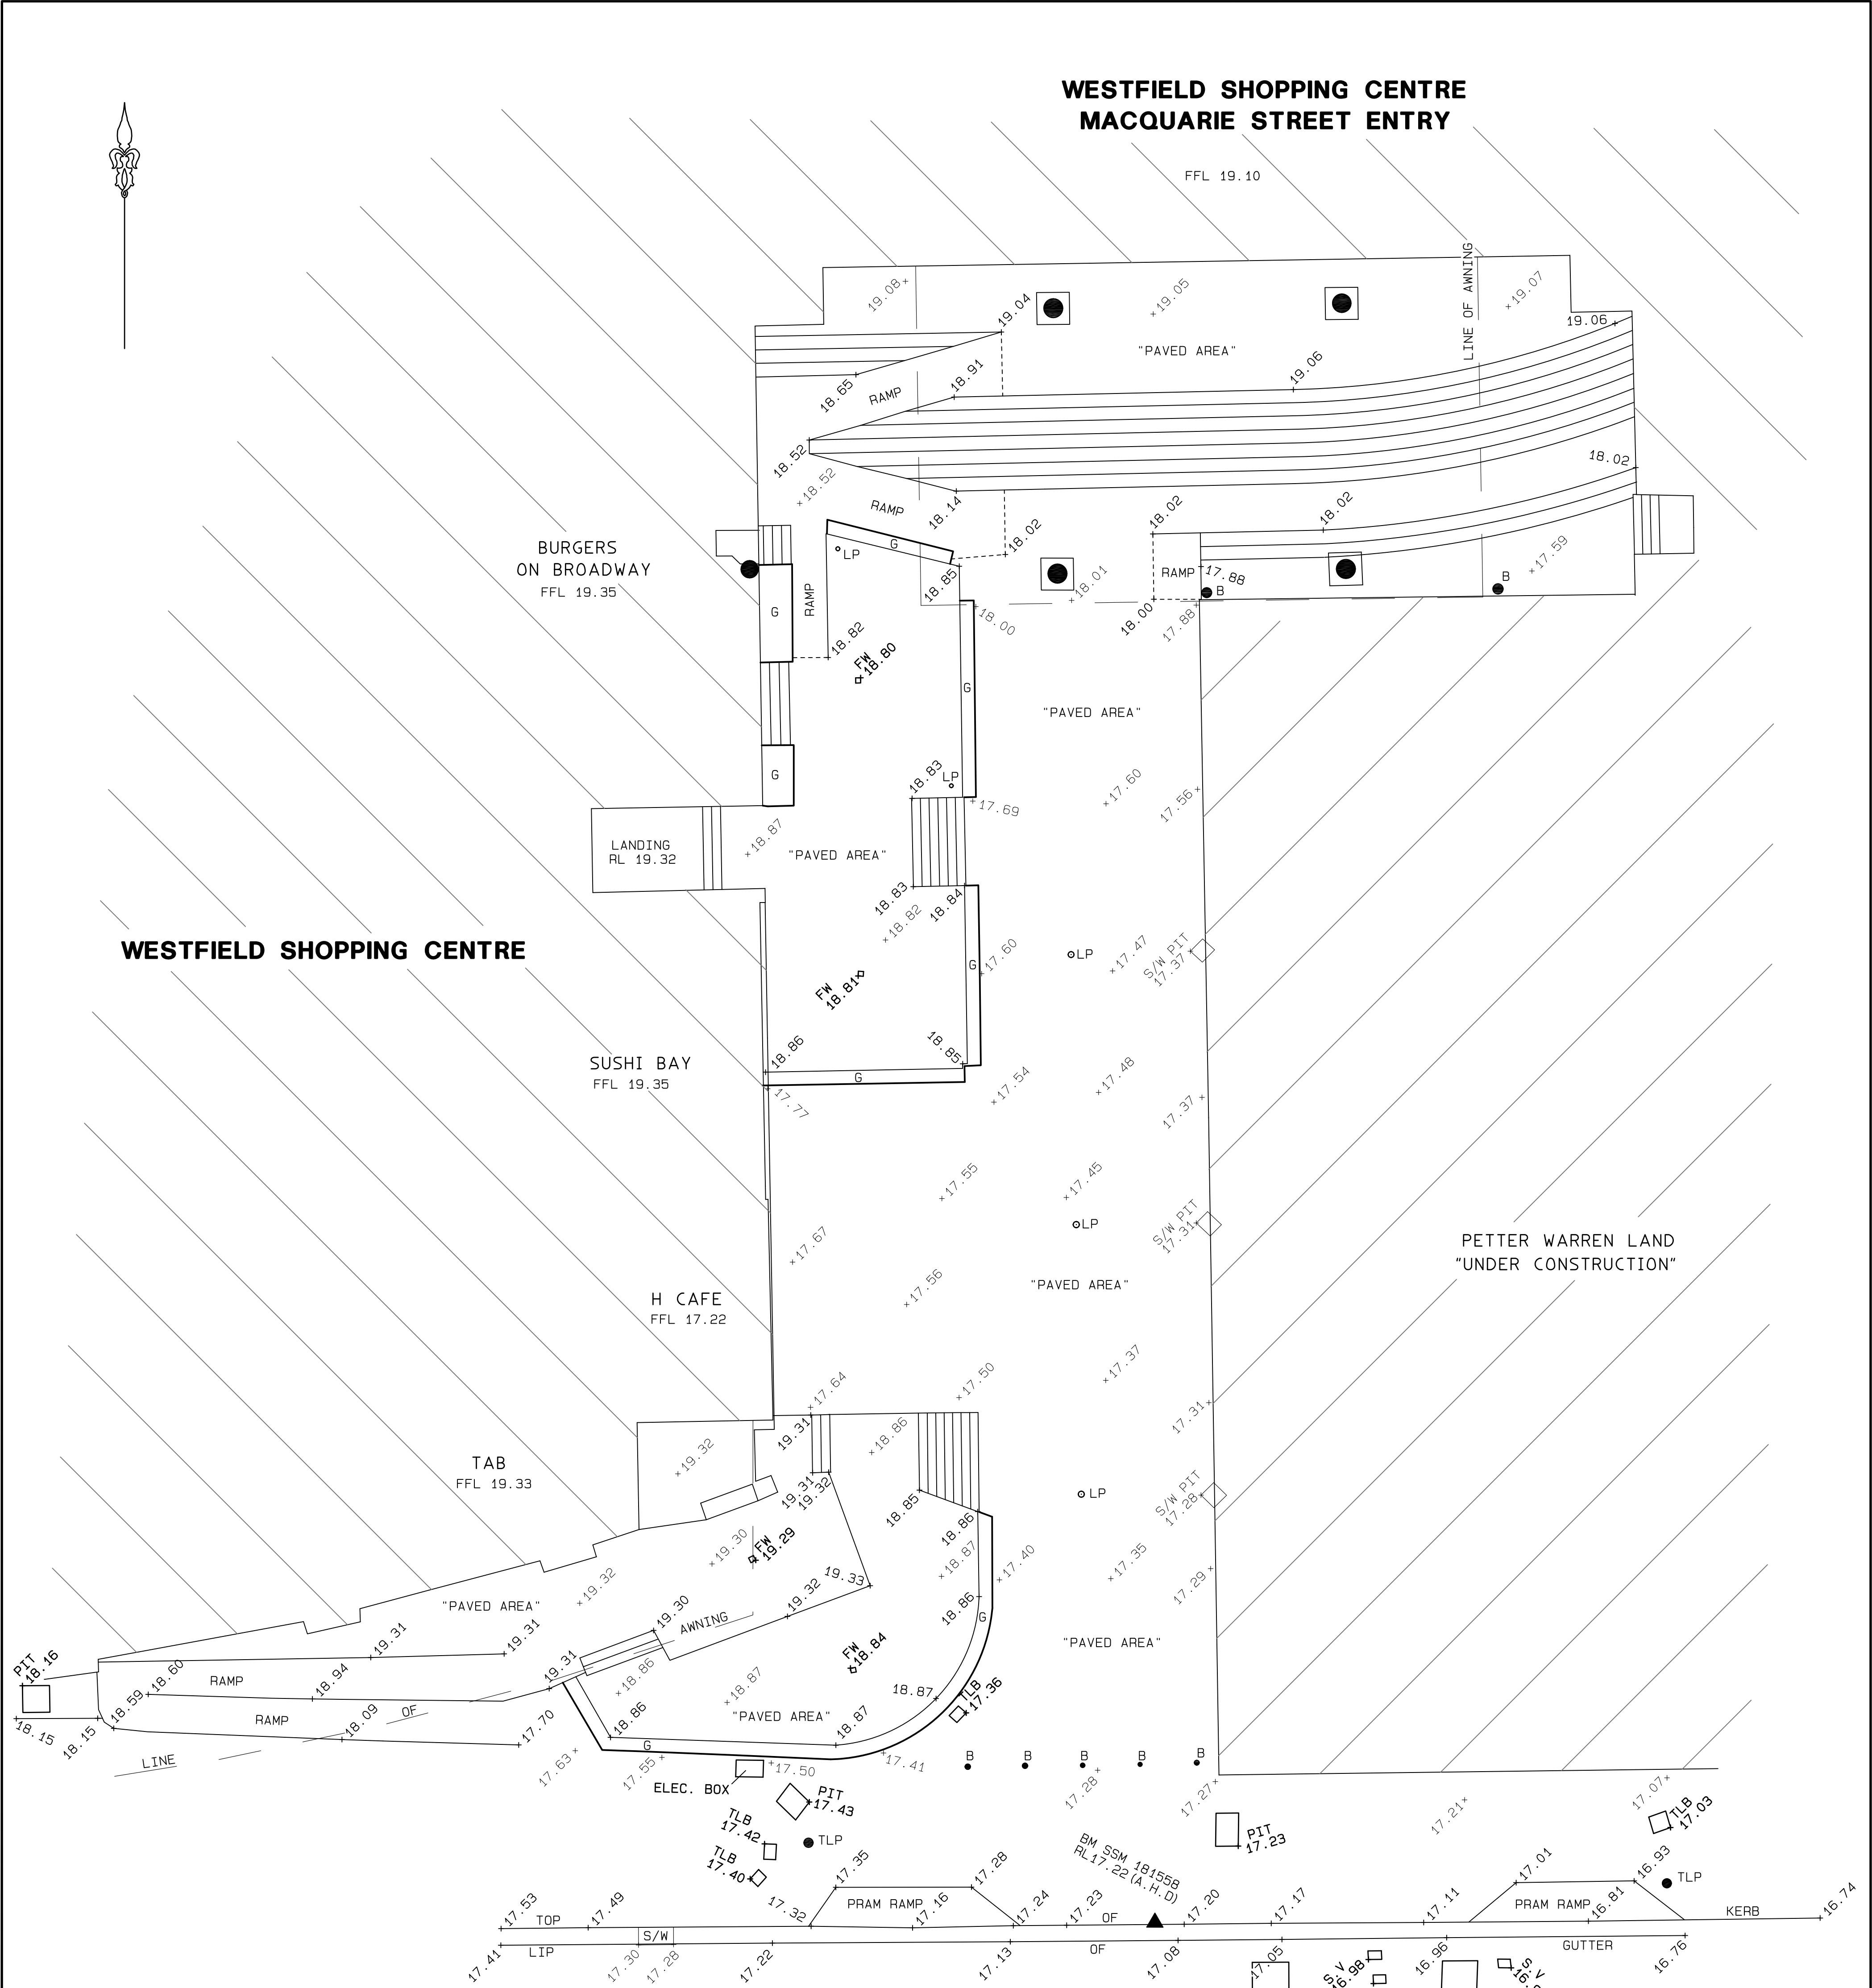 WESTFIELD SHOPPING CENTRE
MACQUARIE STREET ENTRY
FFL 19.10
19.08
19.04
19.05
LINE OF AWNING
19.07
19.06
"PAVED AREA"
18.65
RAMP
18.91
19.06
18.52
18.52
RAMP
18.14
18.02
18.02
18.02
18.02
BURGERS
ON BROADWAY
FFL 19.35
LP
G
18.85
18.01
RAMP
17.88
B
B
17.59
G
RAMP
18.00
18.00
17.88
18.82
FW
18.80
G
"PAVED AREA"
G
18.83
LP
17.69
17.60
17.56
LANDING
RL 19.32
18.87
"PAVED AREA"
18.83
18.82
18.84
WESTFIELD SHOPPING CENTRE
G
17.60
LP
17.47
S/W PIT
17.37
FW
18.81
SUSHI BAY
FFL 19.35
18.86
18.85
G
17.77
17.54
17.48
17.37
17.55
17.45
LP
S/W PIT
17.31
PETTER WARREN LAND
"UNDER CONSTRUCTION"
17.67
17.56
"PAVED AREA"
H CAFE
FFL 17.22
17.64
17.50
17.37
17.31
TAB
FFL 19.33
19.32
19.31
18.86
19.31
19.32
18.85
18.86
LP
S/W PIT
17.28
19.30
FW
19.29
18.87
17.40
17.35
17.29
19.32
19.33
19.32
18.86
G
"PAVED AREA"
19.31
19.31
19.30
AWNING
"PAVED AREA"
PIT
18.16
18.60
RAMP
18.94
19.31
18.86
18.87
FW
18.84
18.87
TLB
17.36
18.15
18.15
18.59
RAMP
18.09
OF
17.70
18.86
"PAVED AREA"
18.87
G
LINE
17.63
17.55
17.50
17.41
B
B
B
B
B
ELEC. BOX
PIT
17.43
17.28
17.27
17.21
17.07
TLB
17.03
TLB
17.42
TLP
TLB
17.40
PIT
17.23
BM SSM 181558
RL17.22(A.H.D)
17.35
17.28
17.01
16.93
TLP
17.53
TOP
17.49
17.32
PRAM RAMP
17.16
17.24
17.23
OF
17.20
17.17
17.11
PRAM RAMP
16.81
KERB
16.74
17.41
LIP
S/W
17.30
17.28
17.22
17.13
OF
17.08
17.05
16.96
GUTTER
16.76
S.V
16.98
S.V